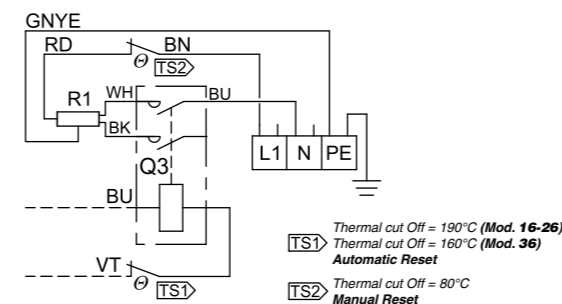 GNYE
RD
BN
TS2
R1
WH
BU
BK
L1 N PE
Q3
BU
VT
TS1
TS1 Thermal cut Off = 190°C (Mod. 16-26)
Thermal cut Off = 160°C (Mod. 36)
Automatic Reset
TS2 Thermal cut Off = 80°C
Manual Reset